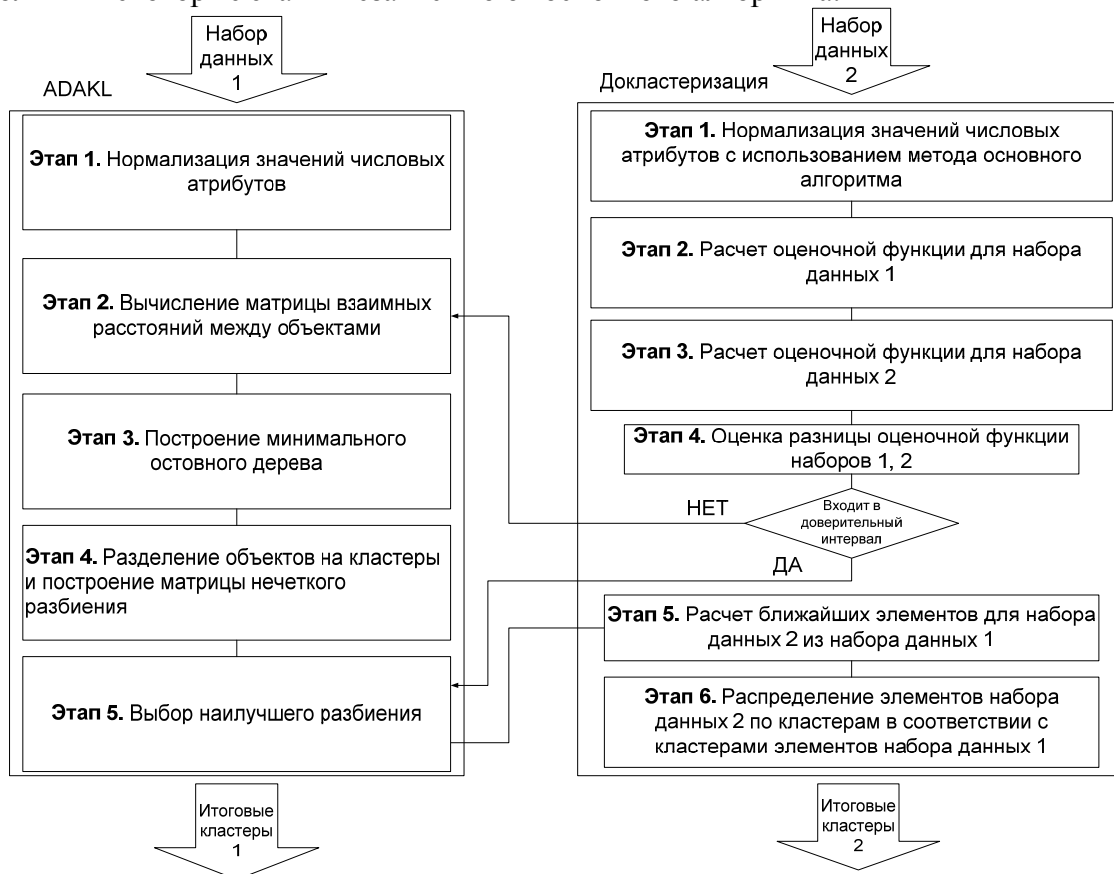 Набор
данных
1
ADAKL
Этап 1. Нормализация значений числовых
атрибутов
Этап 2. Вычисление матрицы взаимных
расстояний между объектами
Этап 3. Построение минимального
остовного дерева
Этап 4. Разделение объектов на кластеры
и построение матрицы нечеткого
разбиения
Этап 5. Выбор наилучшего разбиения
Итоговые
кластеры
1
Набор
данных
2
Докластеризация
Этап 1. Нормализация значений числовых
атрибутов с использованием метода основного
алгоритма
Этап 2. Расчет оценочной функции для набора
данных 1
Этап 3. Расчет оценочной функции для набора
данных 2
Этап 4. Оценка разницы оценочной функции
наборов 1, 2
НЕТ
Входит в
доверительный
интервал
ДА
Этап 5. Расчет ближайших элементов для набора
данных 2 из набора данных 1
Этап 6. Распределение элементов набора
данных 2 по кластерам в соответствии с
кластерами элементов набора данных 1
Итоговые
кластеры
2